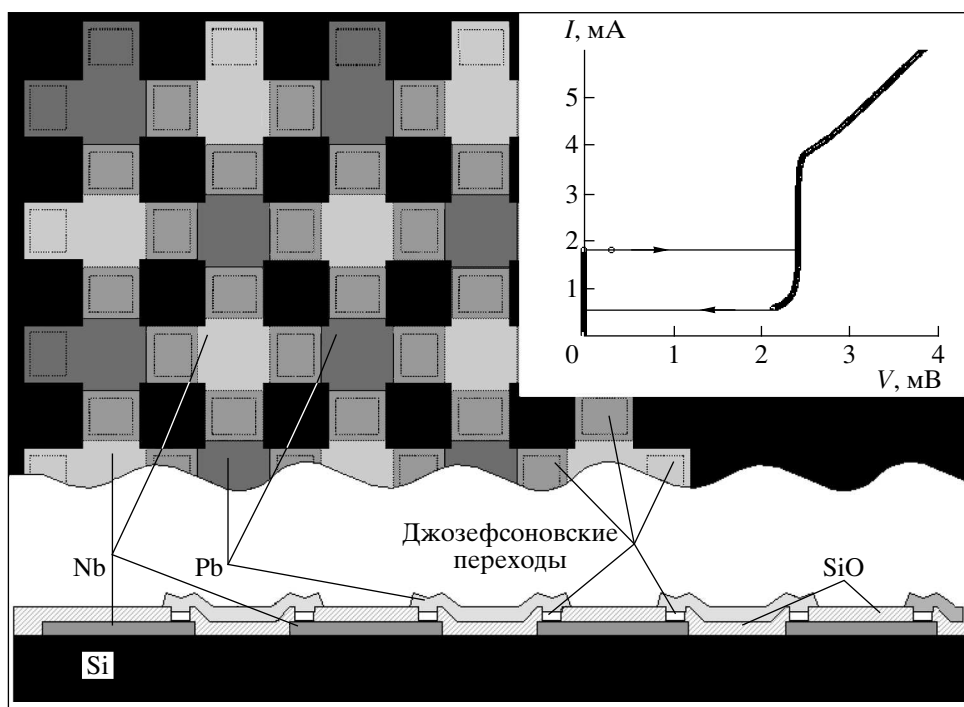 I, мА
5
4
3
2
1
0
1
2
3
4
V, мВ
Джозефсоновские
переходы
Nb
Pb
SiO
Si